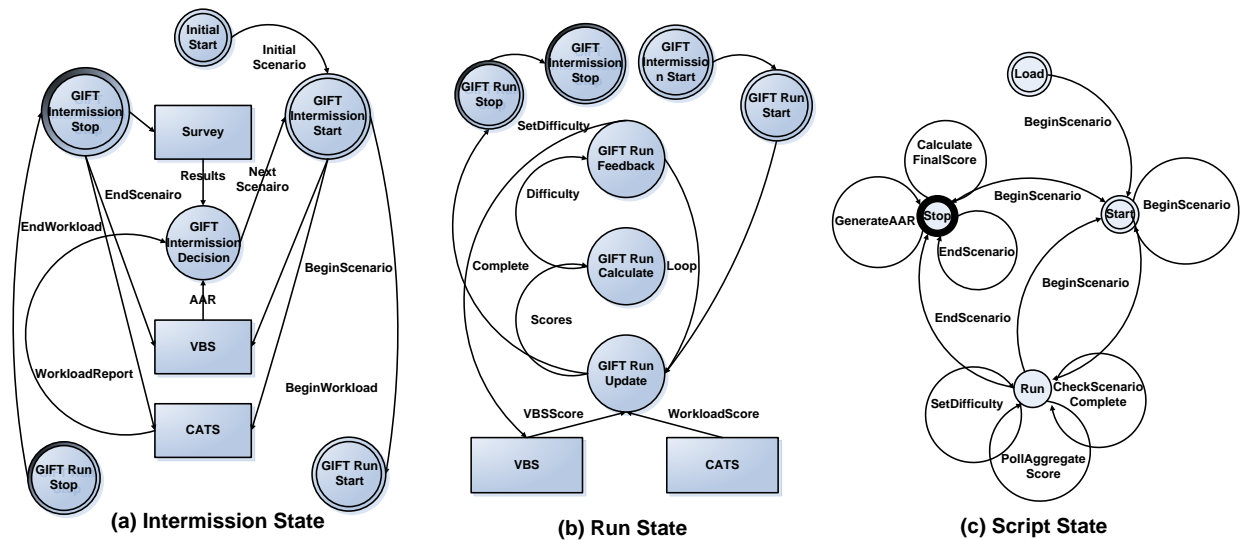 Initial
Start
Initial
Scenario
GIFT
Intermission
Stop
GIFT
Intermission
Start
Survey
Results
Next
Scenairo
EndScenairo
EndWorkload
GIFT
Intermission
Decision
BeginScenario
AAR
VBS
WorkloadReport
BeginWorkload
CATS
GIFT Run
Stop
GIFT Run
Start
(a) Intermission State
GIFT
Intermission
Stop
GIFT
Intermissio
n Start
GIFT Run
Stop
GIFT Run
Start
SetDifficulty
GIFT Run
Feedback
Difficulty
Complete
GIFT Run
Calculate
Loop
Scores
GIFT Run
Update
VBSScore
WorkloadScore
VBS
CATS
(b) Run State
Load
BeginScenario
Calculate
FinalScore
BeginScenario
BeginScenario
GenerateAAR
Stop
Start
EndScenario
BeginScenario
EndScenario
Run
SetDifficulty
CheckScenario
Complete
PollAggregate
Score
(c) Script State